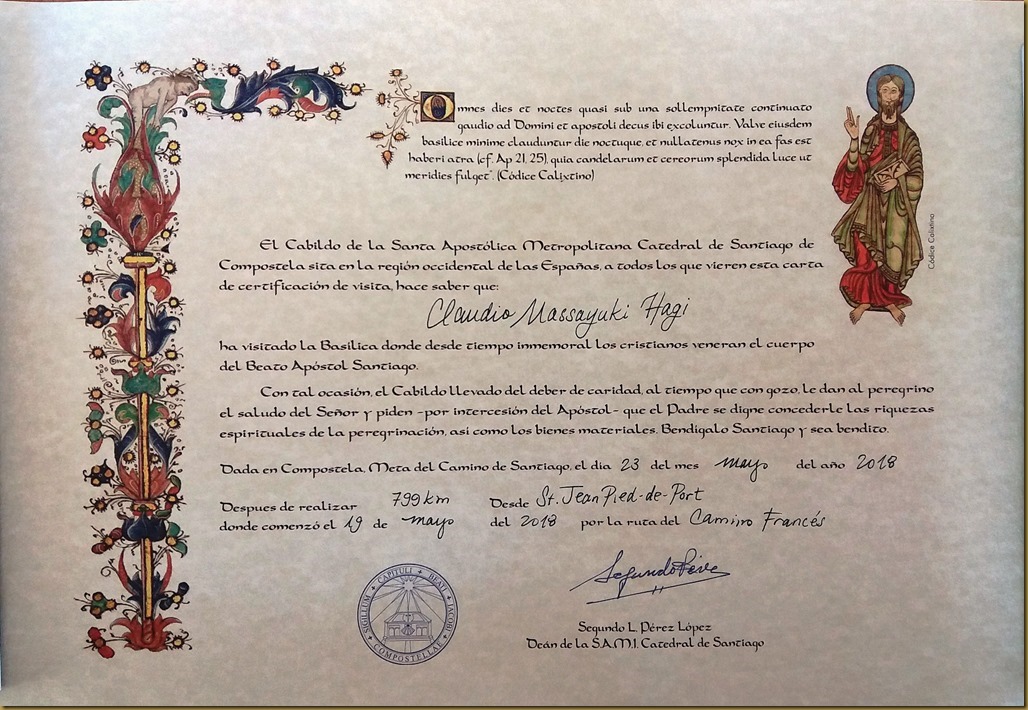 Omnes dies et noctes quasi sub una sollempnitate continuato
gaudio ad Domini et apostoli decus ibi excoluntur. Valve eiusdem
basilice minime clauduntur die noctuque, et nullatenus nox in ea fas est
haberi atra (cf. Ap 21, 25), quia candelarum et cereorum splendida luce ut
meridies fulget". (Códice Calixtino)
Códice Calixtino
El Cabildo de la Santa Apostólica Metropolitana Catedral de Santiago de
Compostela sita en la región occidental de las Españas, a todos los que vieren esta carta
de certificación de visita, hace saber que:
Claudio Massayuki Hagi
ha visitado la Basilica donde desde tiempo inmemorial los cristianos veneran el cuerpo
del Beato Apóstol Santiago.
Con tal ocasión, el Cabildo llevado del deber de caridad, al tiempo que con gozo, le dan al peregrino
el saludo del Señor y piden -por intercesión del Apóstol- que el Padre se digne concederle las riquezas
espirituales de la peregrinación, asi como los bienes materiales. Bendigalo Santiago y sea bendito.
Dada en Compostela, Meta del Camino de Santiago, el dia 23 del mes mayo del año 2018
Despues de realizar 799 km Desde St. Jean Pied-de-Port
donde comenzó el 19 de mayo del 2018 por la ruta del Camino Francés
SIGILLUM CAPITULI BEATI IACOBI COMPOSTELLAE
Segundo L. Pérez López
Deán de la S.A.M.I. Catedral de Santiago